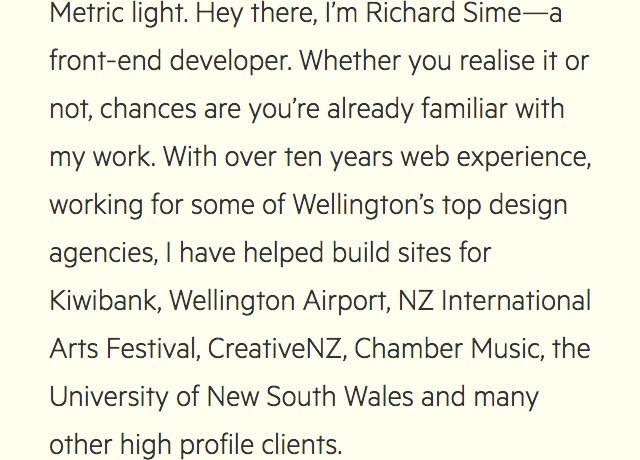 Metric light. Hey there, I’m Richard Sime—a
front-end developer. Whether you realise it or
not, chances are you’re already familiar with
my work. With over ten years web experience,
working for some of Wellington’s top design
agencies, I have helped build sites for
Kiwibank, Wellington Airport, NZ International
Arts Festival, CreativeNZ, Chamber Music, the
University of New South Wales and many
other high profile clients.